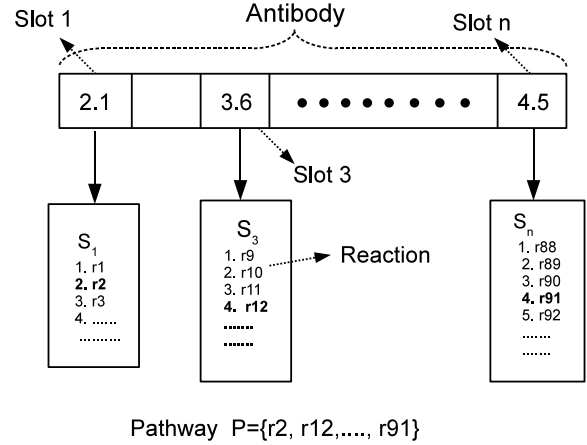 Antibody
Slot 1
Slot n
2.1
3.6
4.5
Slot 3
S1
1. r1
2. r2
3. r3
4. ......
..........
S3
1. r9
2. r10
3. r11
4. r12
.......
.......
Reaction
Sn
1. r88
2. r89
3. r90
4. r91
5. r92
.......
.......
Pathway P={r2, r12,...., r91}